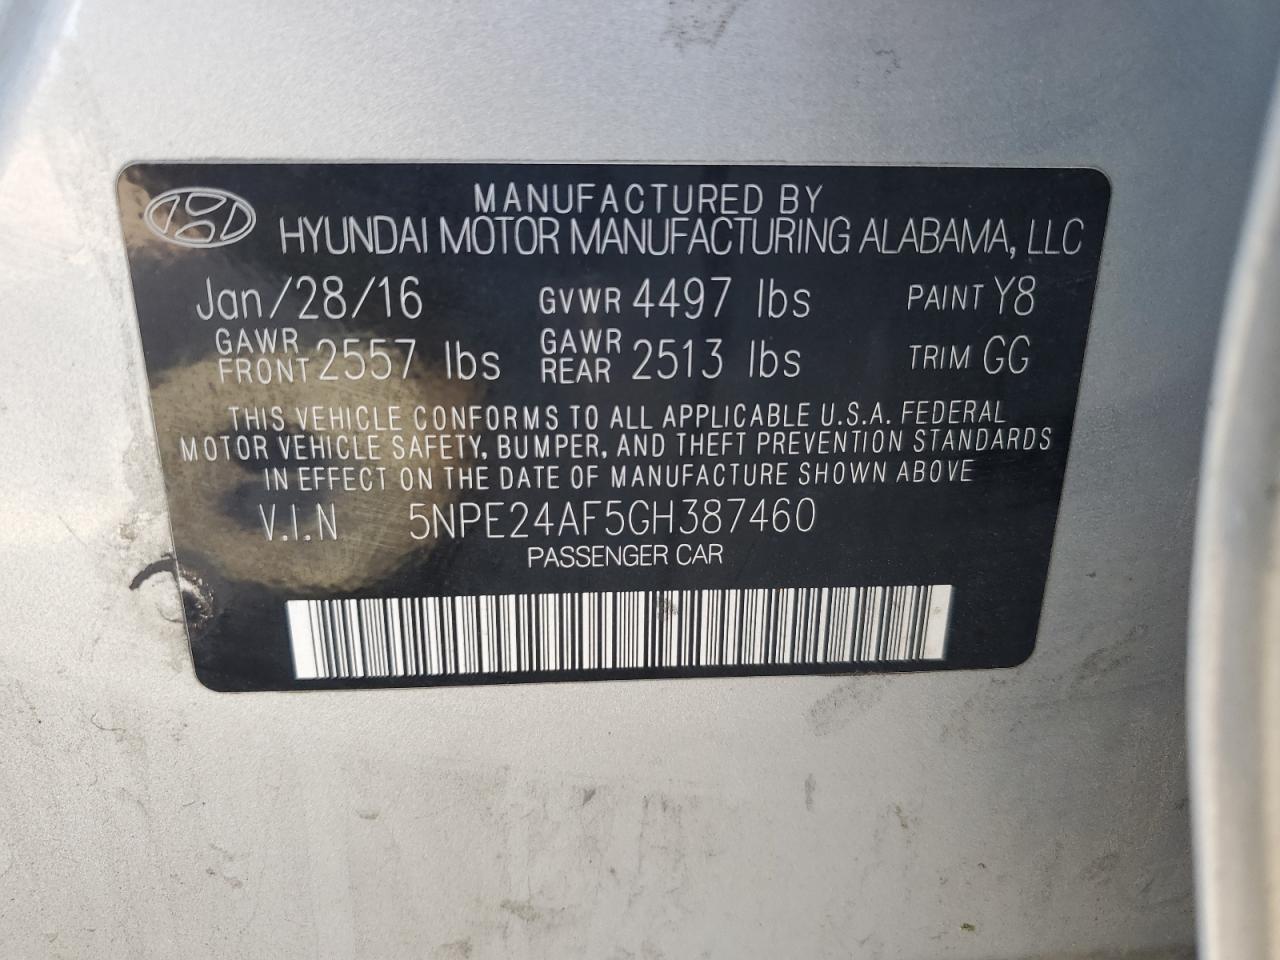 MANUFACTURED BY
HYUNDAI MOTOR MANUFACTURING ALABAMA, LLC
Jan/28/16 GVWR 4497 lbs PAINT Y8
GAWR FRONT 2557 lbs GAWR REAR 2513 lbs TRIM GG
THIS VEHICLE CONFORMS TO ALL APPLICABLE U.S.A. FEDERAL
MOTOR VEHICLE SAFETY, BUMPER, AND THEFT PREVENTION STANDARDS
IN EFFECT ON THE DATE OF MANUFACTURE SHOWN ABOVE
V.I.N 5NPE24AF5GH387460
PASSENGER CAR